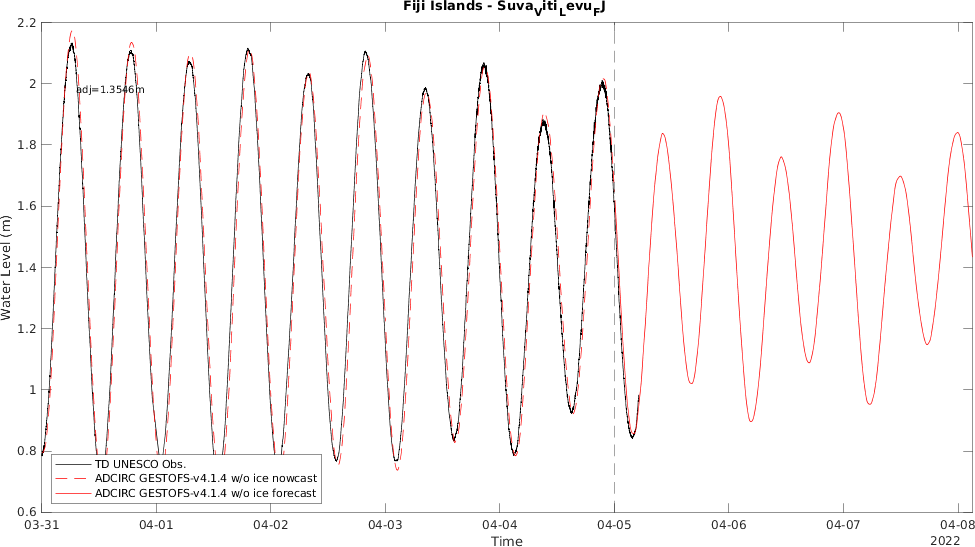 Fiji Islands - SuvaVitiLevuFJ
2.2
2
1.8
1.6
1.4
1.2
1
0.8
0.6
Water Level (m)
adj=1.3546m
TD UNESCO Obs.
ADCIRC GESTOFS-v4.1.4 w/o ice nowcast
ADCIRC GESTOFS-v4.1.4 w/o ice forecast
03-31 04-01 04-02 04-03 04-04 04-05 04-06 04-07 04-08
Time
2022